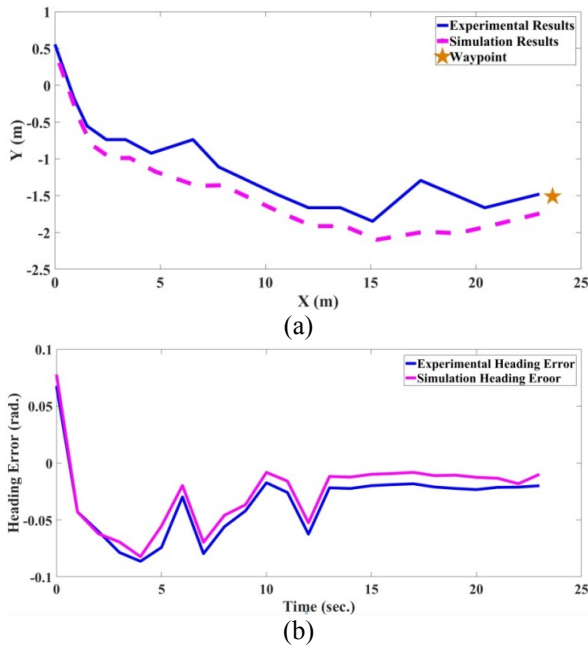 1
0.5
0
-0.5
-1
-1.5
-2
-2.5
Y (m)
Experimental Results
Simulation Results
Waypoint
0 5 10 15 20 25
X (m)
(a)
0.1
0.05
0
-0.05
-0.1
Heading Error (rad.)
Experimental Heading Error
Simulation Heading Eroor
0 5 10 15 20 25
Time (sec.)
(b)